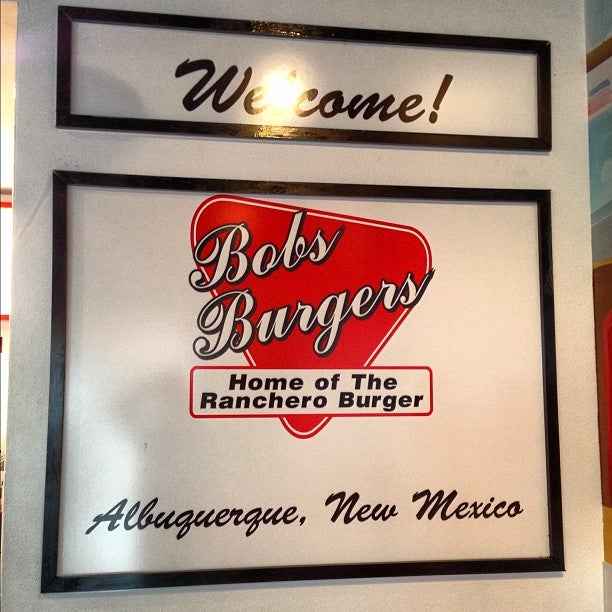 Welcome!
Bobs
Burgers
Home of The
Ranchero Burger
Albuquerque, New Mexico